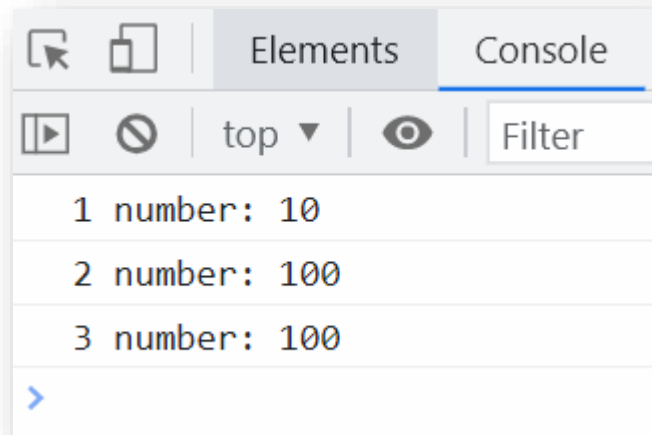 Elements Console
top Filter
1 number: 10
2 number: 100
3 number: 100